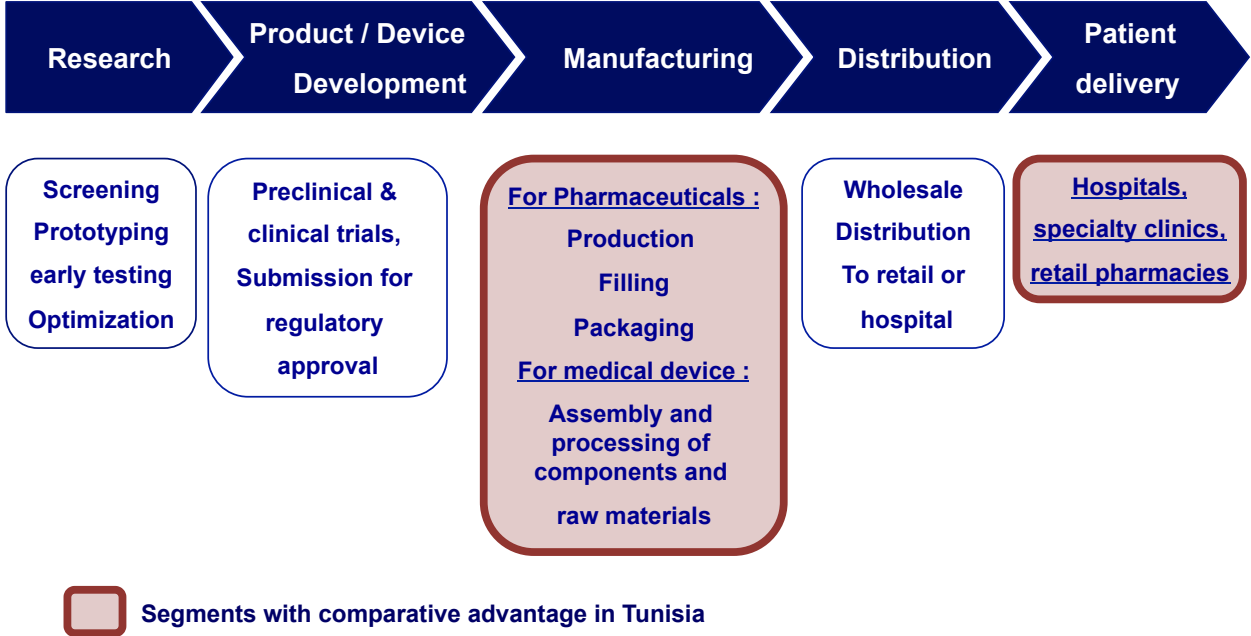 Research
Product / Device
Development
Manufacturing
Distribution
Patient
delivery
Screening
Prototyping
early testing
Optimization
Preclinical &
clinical trials,
Submission for
regulatory
approval
For Pharmaceuticals :
Production
Filling
Packaging
For medical device :
Assembly and
processing of
components and
raw materials
Wholesale
Distribution
To retail or
hospital
Hospitals,
specialty clinics,
retail pharmacies
Segments with comparative advantage in Tunisia